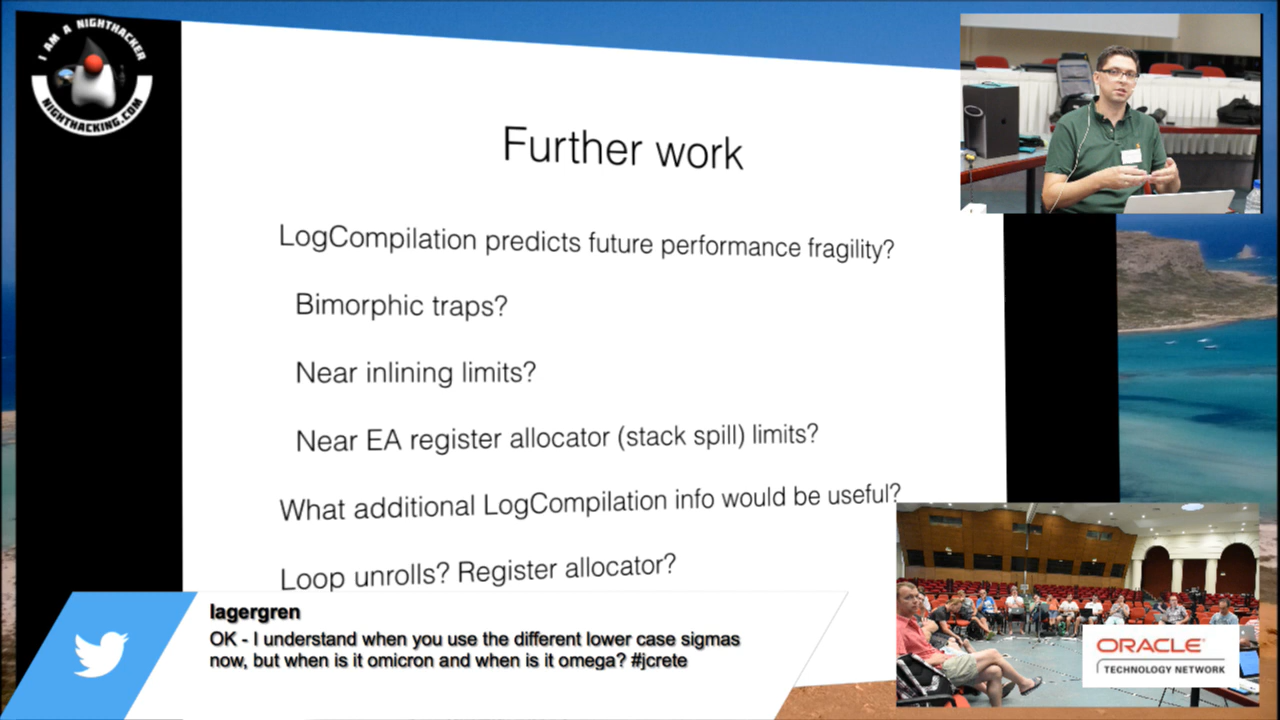 I AM A NIGHTHACKER
NIGHTHACKING.COM
Further work
LogCompilation predicts future performance fragility?
Bimorphic traps?
Near inlining limits?
Near EA register allocator (stack spill) limits?
What additional LogCompilation info would be useful?
Loop unrolls? Register allocator?
lagergren
OK - I understand when you use the different lower case sigmas
now, but when is it omicron and when is it omega? #jcrete
ORACLE
TECHNOLOGY NETWORK